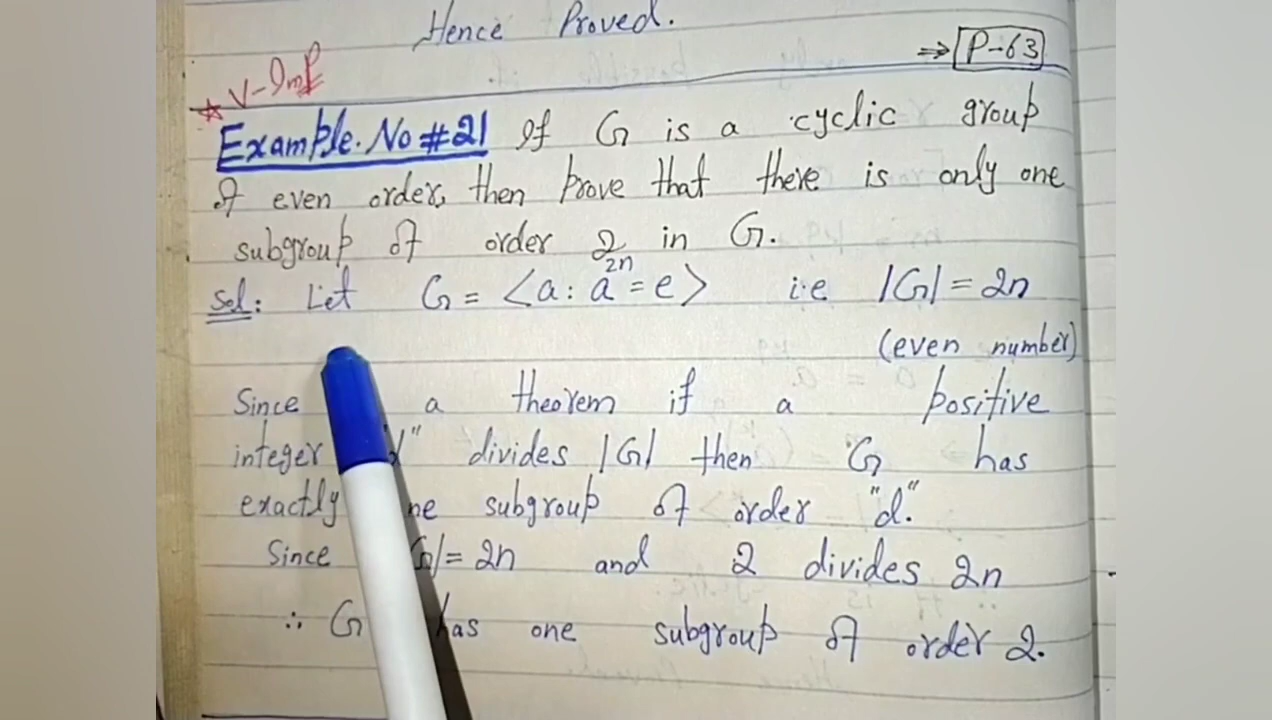 Hence Proved.
⇒ P-63
★ V-Imp
Example. No #21 If G is a cyclic group
of even order, then prove that there is only one
subgroup of order 2 in G.
Sol: Let G = <a : a²ⁿ = e> i.e |G| = 2n
(even number)
Since a theorem if a positive
integer "d" divides |G| then G has
exactly ne subgroup of order "d."
Since G| = 2n and 2 divides 2n
∴ G has one subgroup of order 2.